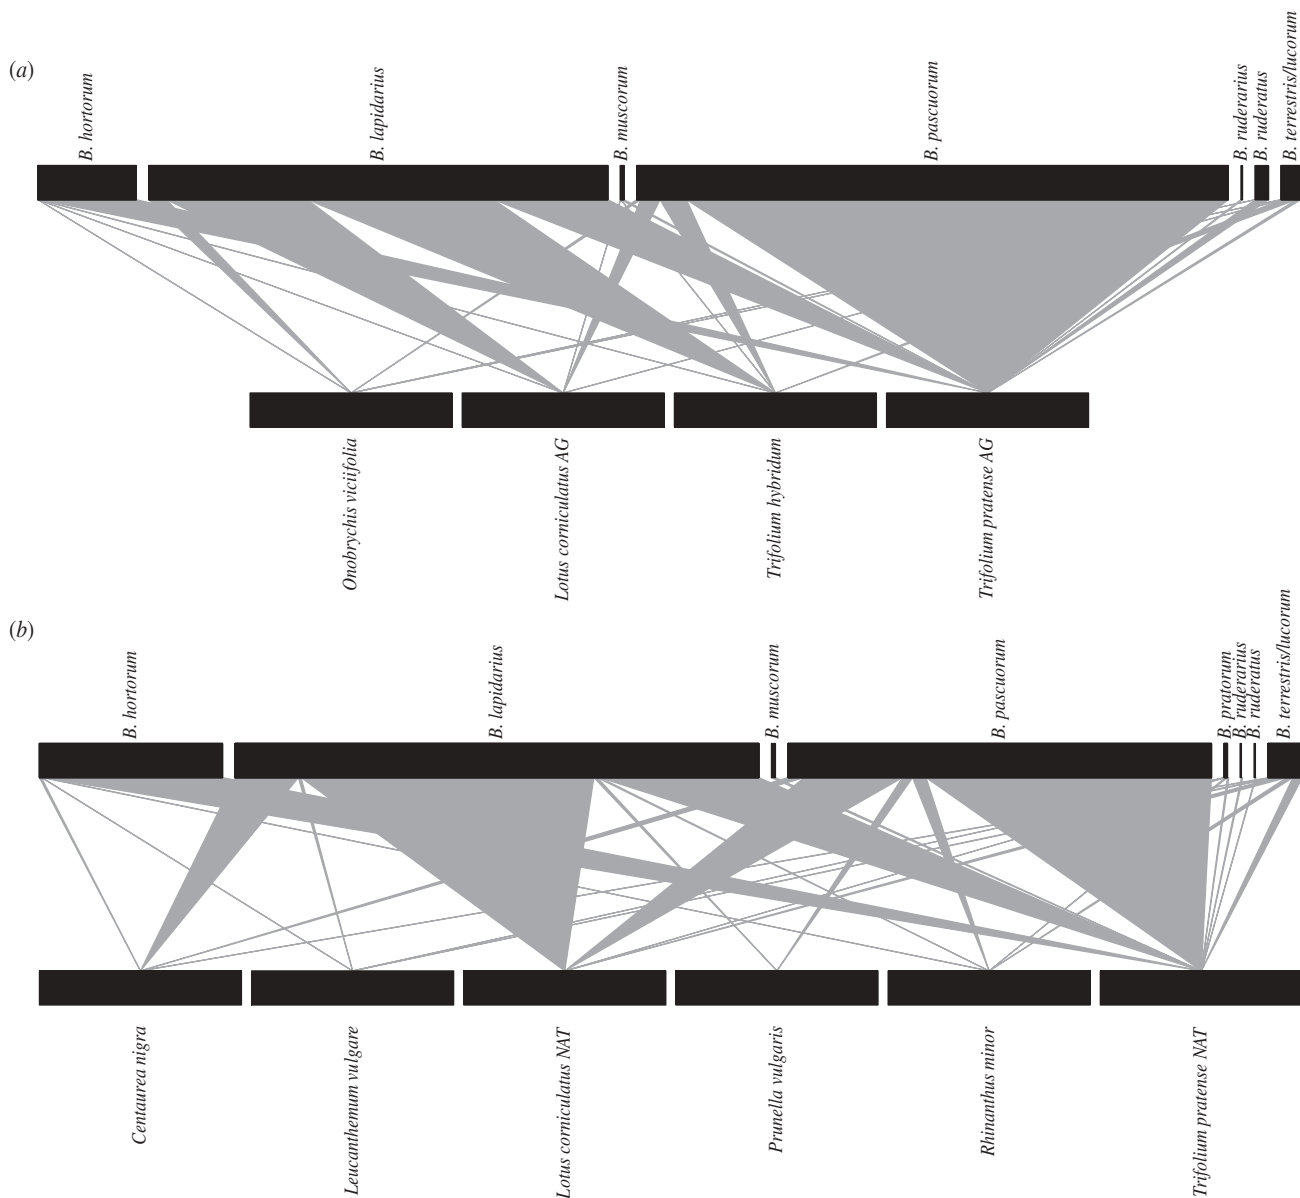 (a)
B. hortorum
B. lapidarius
B. muscorum
B. pascuorum
B. ruderarius
B. ruderatus
B. terrestris/lucorum
Onobrychis viciifolia
Lotus corniculatus AG
Trifolium hybridum
Trifolium pratense AG
(b)
B. hortorum
B. lapidarius
B. muscorum
B. pascuorum
B. pratorum
B. ruderarius
B. ruderatus
B. terrestris/lucorum
Centaurea nigra
Leucanthemum vulgare
Lotus corniculatus NAT
Prunella vulgaris
Rhinanthus minor
Trifolium pratense NAT